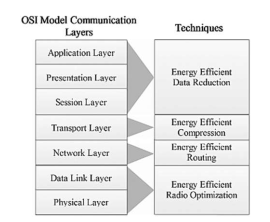 OSI Model Communication
Layers
Techniques
Application Layer
Presentation Layer
Session Layer
Energy Efficient
Data Reduction
Transport Layer
Energy Efficient
Compression
Network Layer
Energy Efficient
Routing
Data Link Layer
Physical Layer
Energy Efficient
Radio Optimization